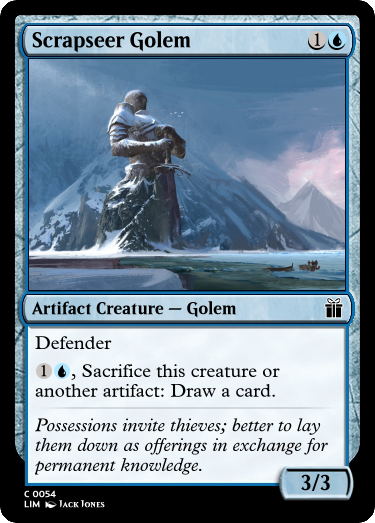 Scrapseer Golem 1
Artifact Creature — Golem
Defender
1, Sacrifice this creature or
another artifact: Draw a card.
Possessions invite thieves; better to lay
them down as offerings in exchange for
permanent knowledge.
3/3
C 0054
LIM Jack Jones